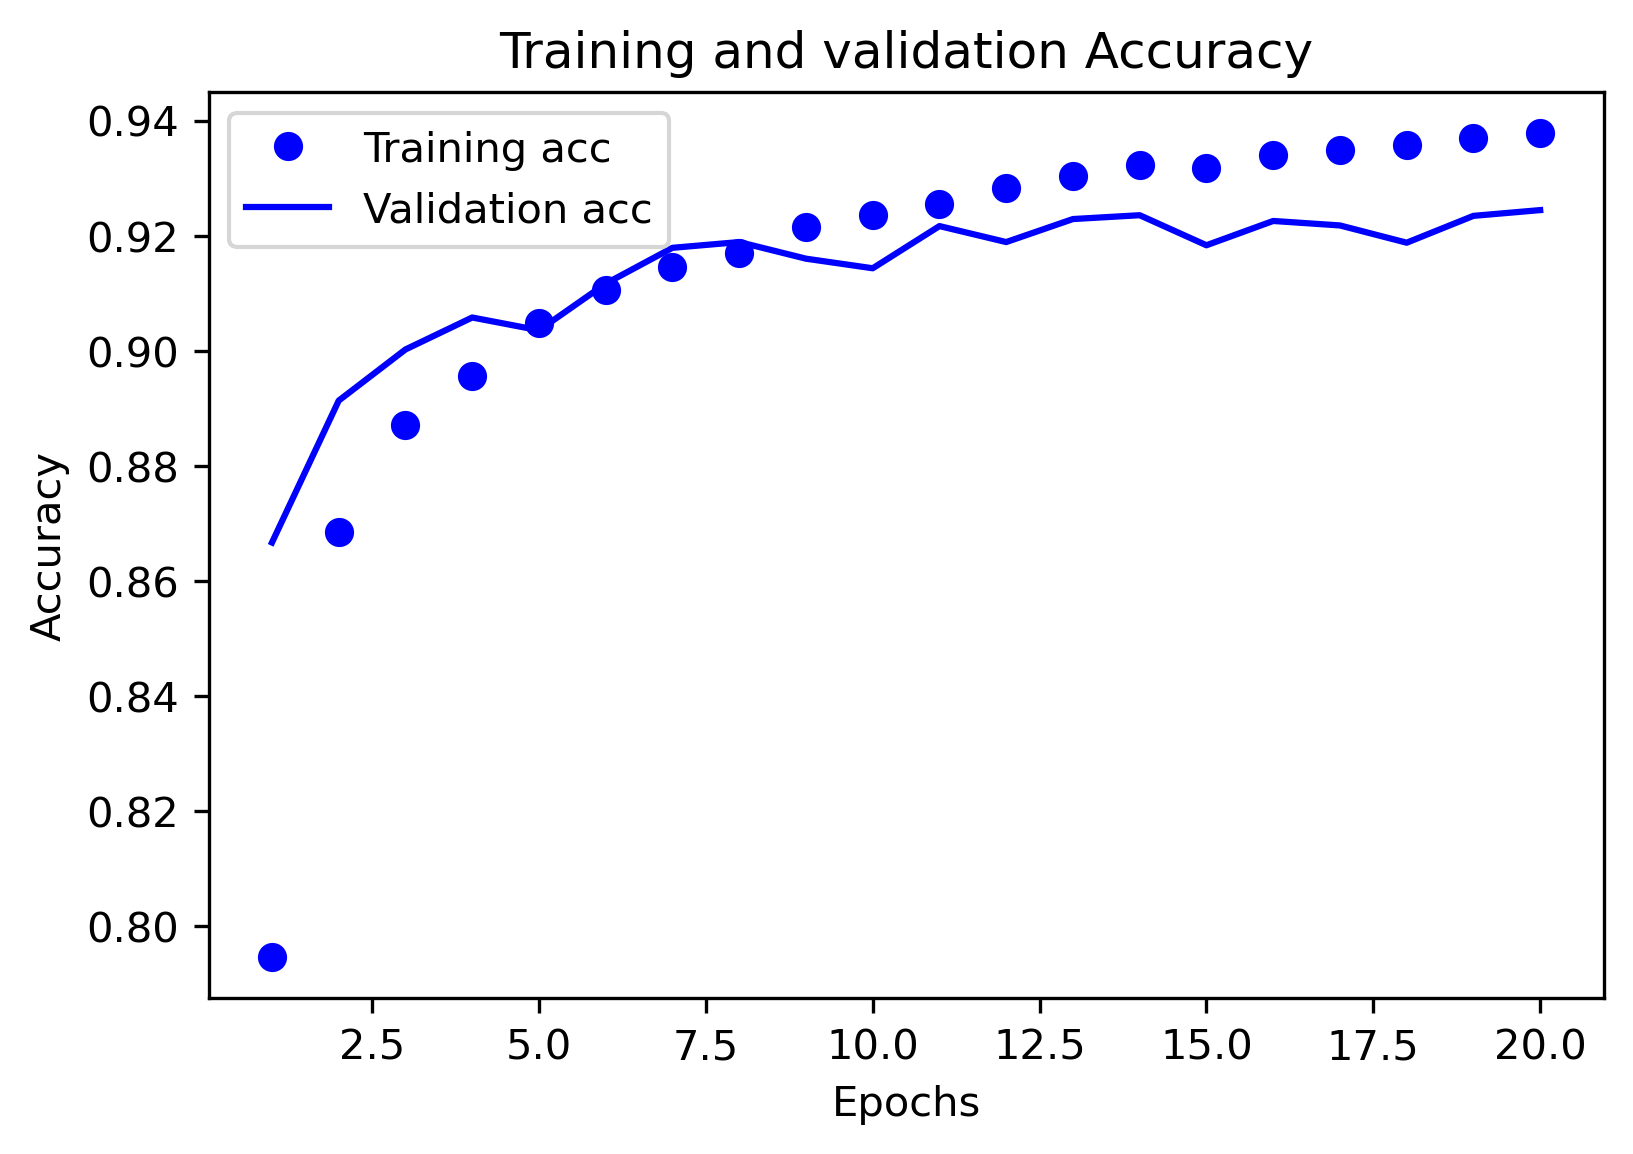 Training and validation Accuracy
0.94
Training acc
Validation acc
0.92
0.90
0.88
0.86
0.84
0.82
0.80
Accuracy
2.5 5.0 7.5 10.0 12.5 15.0 17.5 20.0
Epochs